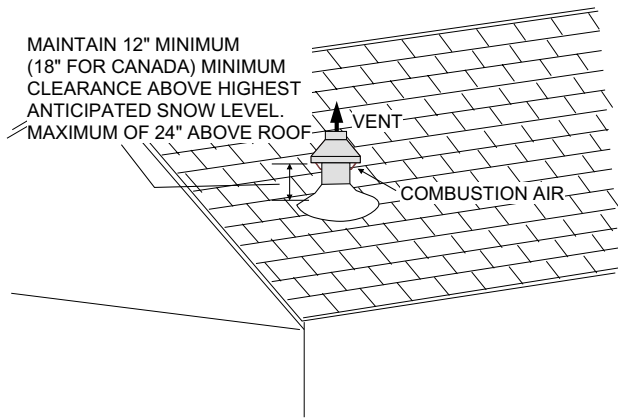 MAINTAIN 12" MINIMUM
(18" FOR CANADA) MINIMUM
CLEARANCE ABOVE HIGHEST
ANTICIPATED SNOW LEVEL.
MAXIMUM OF 24" ABOVE ROOF
VENT
COMBUSTION AIR